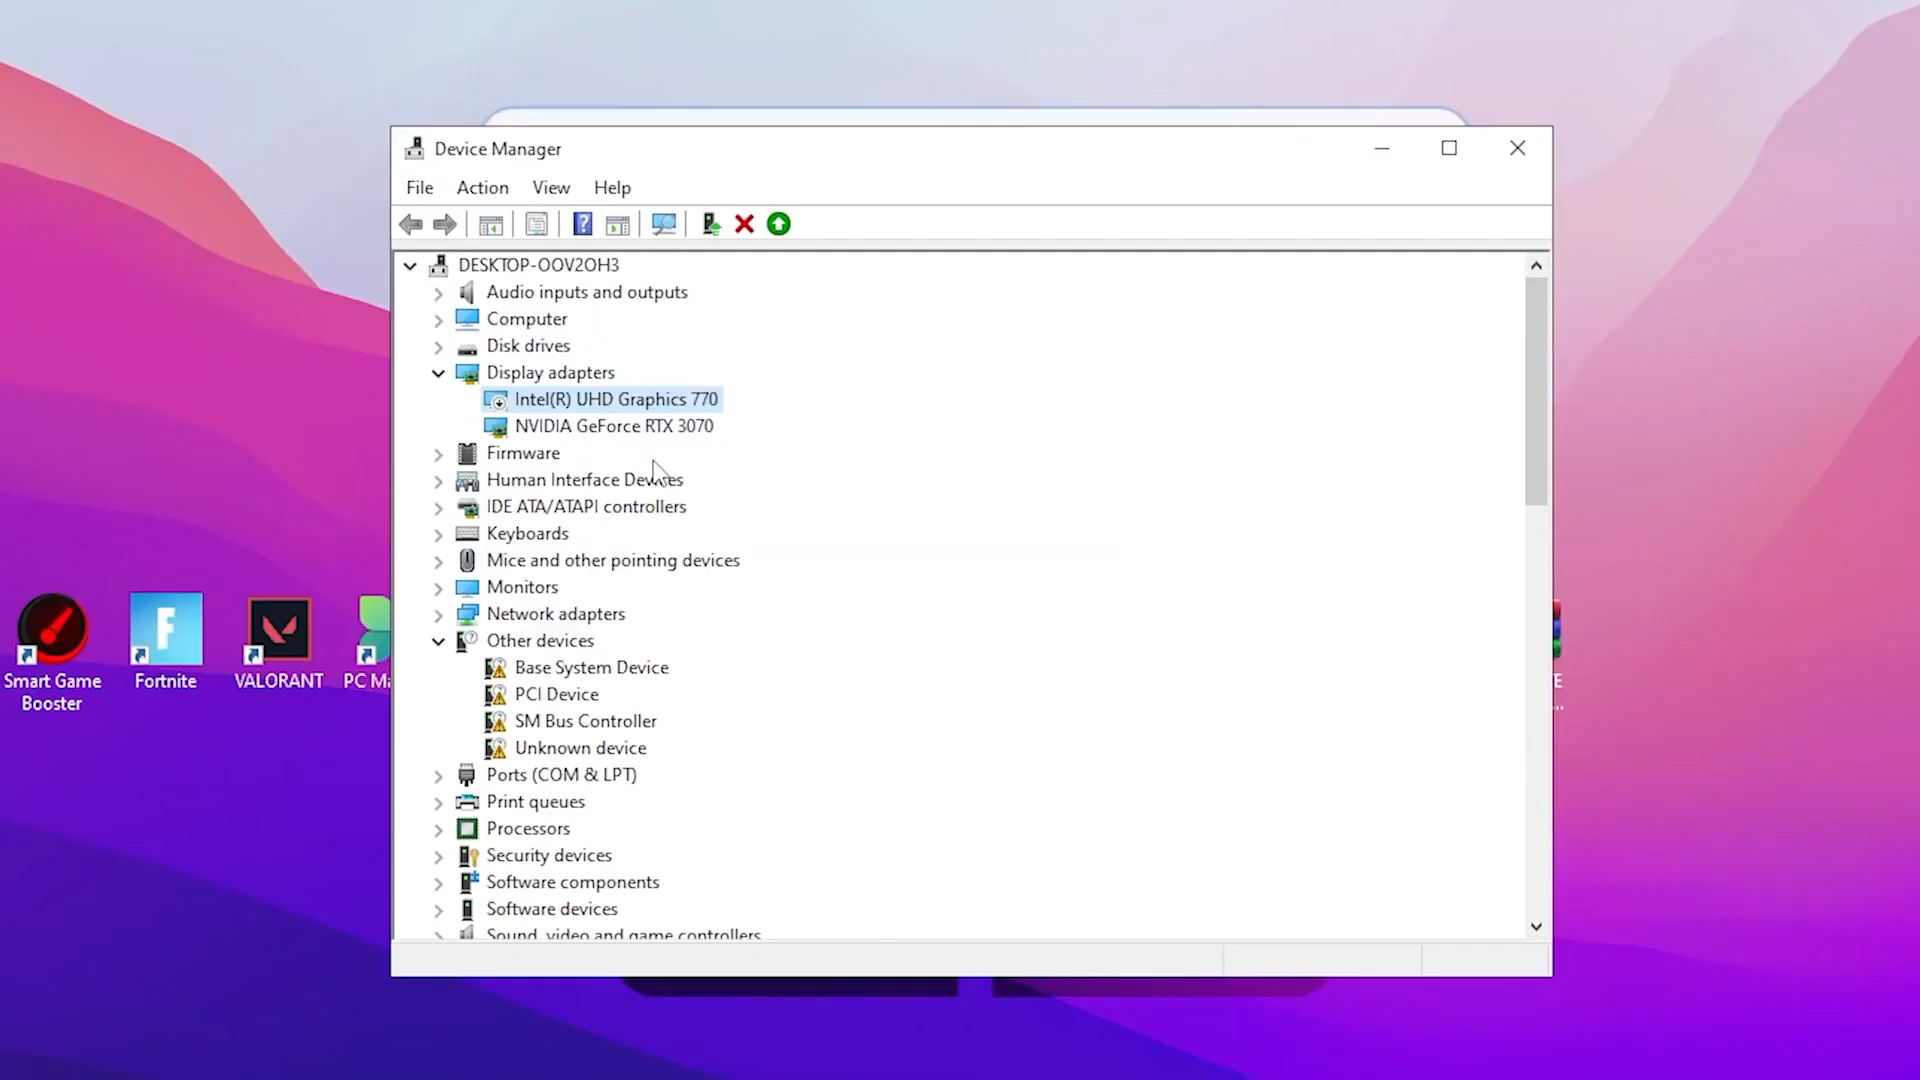 Device Manager
File Action View Help
DESKTOP-OOV2OH3
Audio inputs and outputs
Computer
Disk drives
Display adapters
Intel(R) UHD Graphics 770
NVIDIA GeForce RTX 3070
Firmware
Human Interface Devices
IDE ATA/ATAPI controllers
Keyboards
Mice and other pointing devices
Monitors
Network adapters
Other devices
Base System Device
PCI Device
SM Bus Controller
Unknown device
Ports (COM & LPT)
Print queues
Processors
Security devices
Software components
Software devices
Sound, video and game controllers
Smart Game
Booster
Fortnite
VALORANT
PC